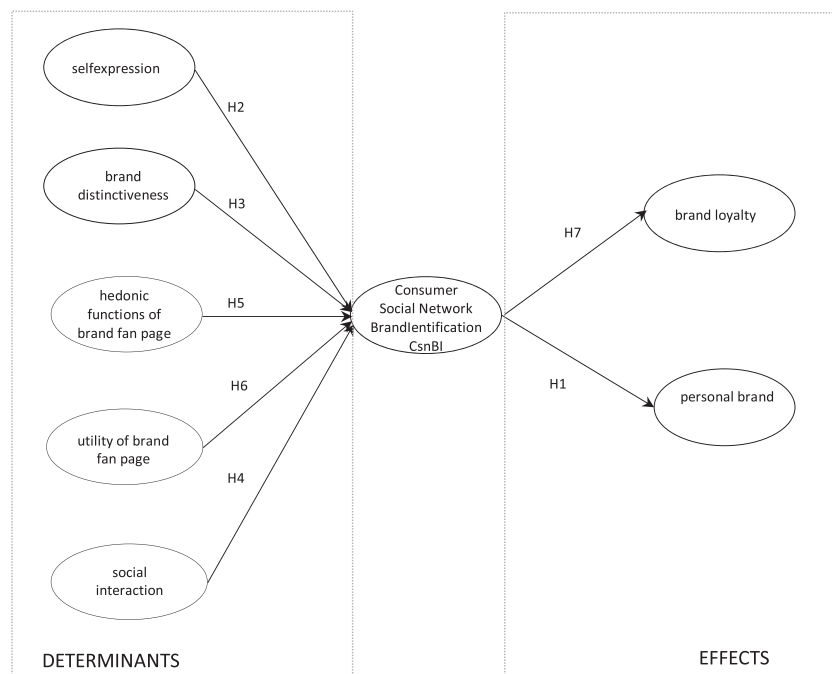 selfexpression
H2
brand
distinctiveness
H3
hedonic
functions of
brand fan page
H5
utility of brand
fan page
H6
social
interaction
H4
Consumer
Social Network
BrandIentification
CsnBI
H7
brand loyalty
H1
personal brand
DETERMINANTS
EFFECTS